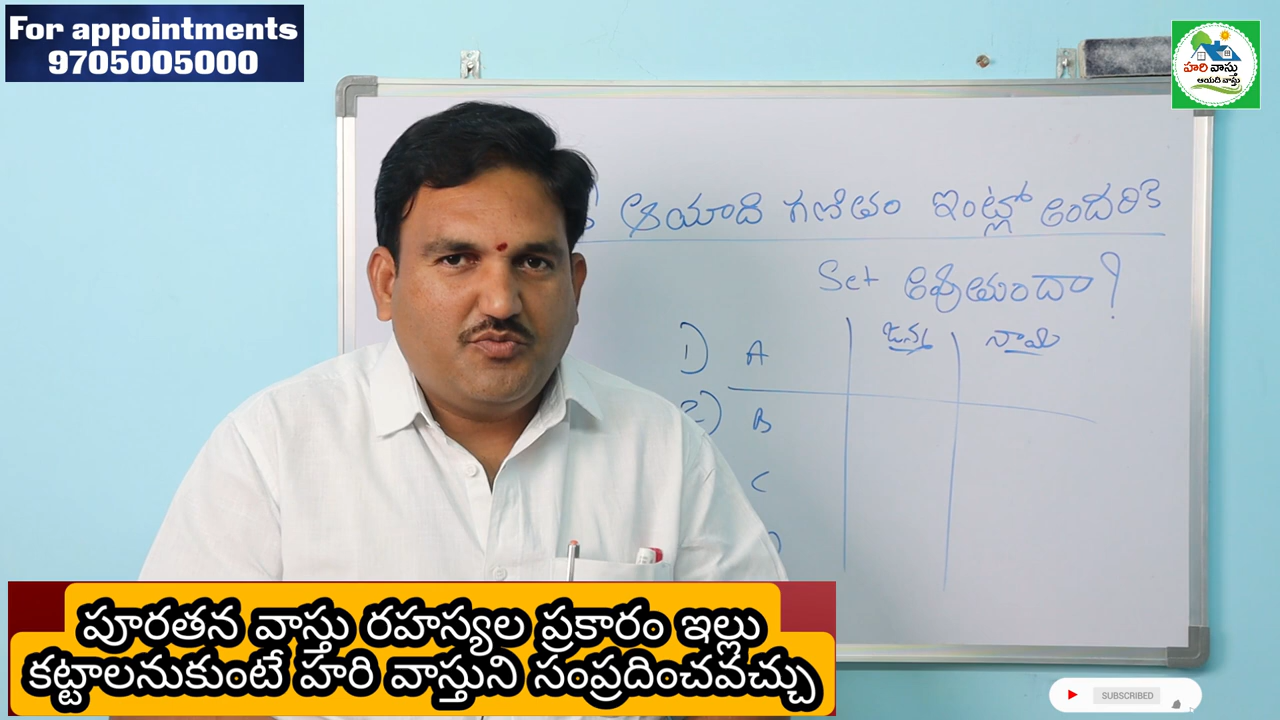 For appointments
9705005000
హరి వాస్తు
ఆయది వాస్తు
ఆయాది గణితం ఇంట్లో అందరికి
Set అవుతుందా?
జన్మ నామ
1) A
2) B
C
పూరతన వాస్తు రహస్యల ప్రకారం ఇల్లు
కట్టాలనుకుంటే హరి వాస్తుని సంప్రదించవచ్చు
SUBSCRIBED